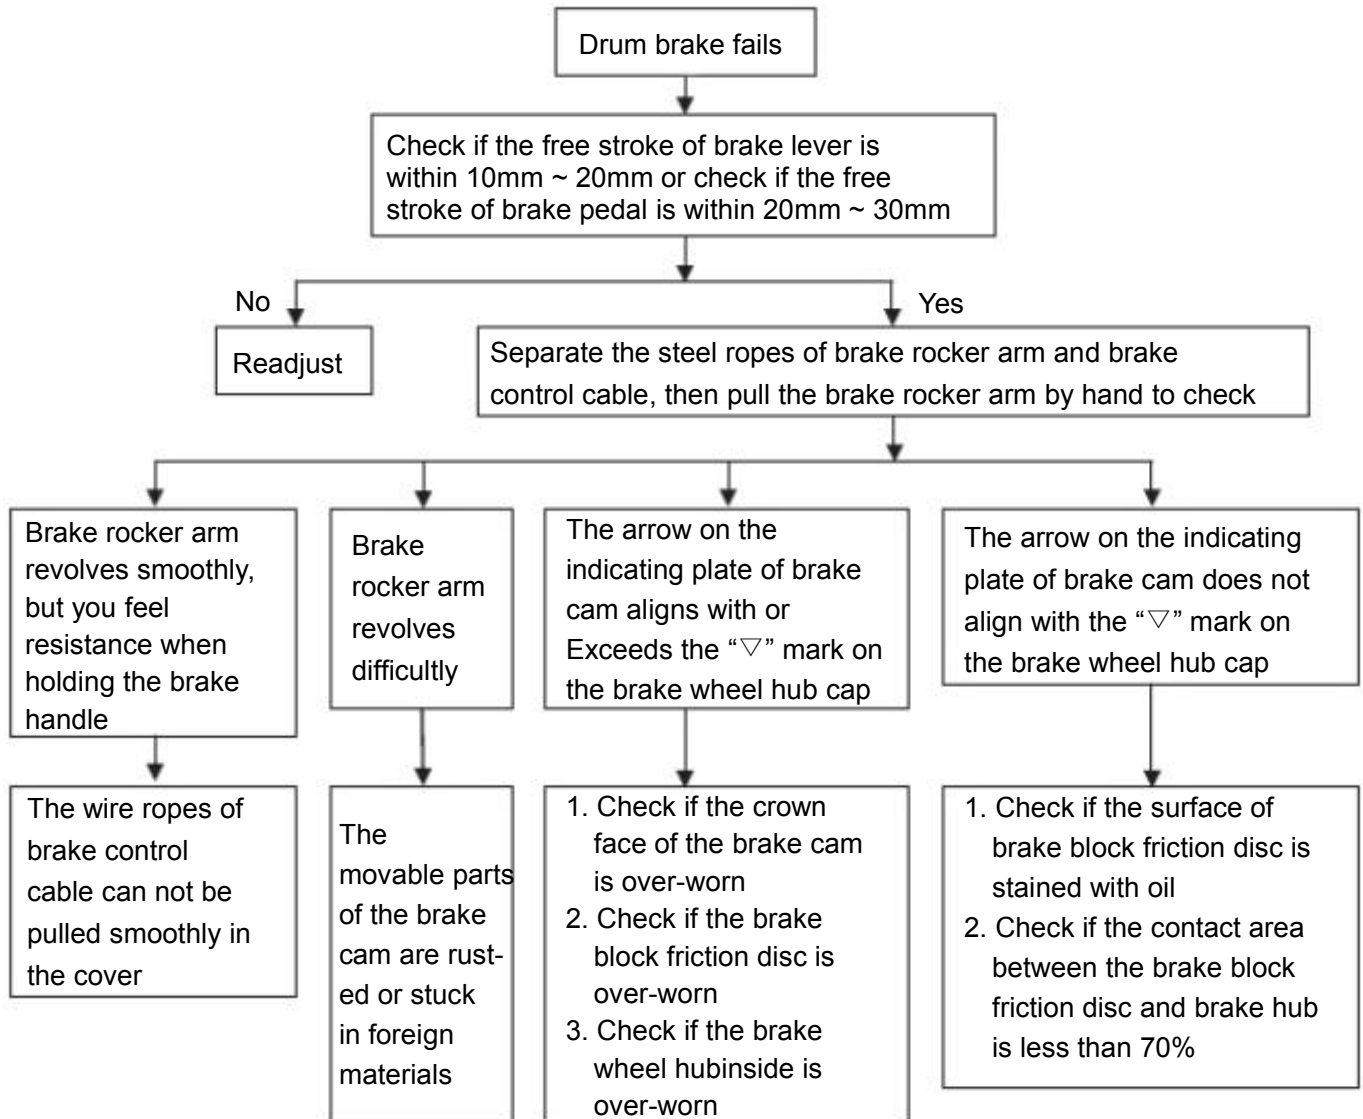 Drum brake fails
Check if the free stroke of brake lever is
within 10mm ~ 20mm or check if the free
stroke of brake pedal is within 20mm ~ 30mm
No
Yes
Readjust
Separate the steel ropes of brake rocker arm and brake
control cable, then pull the brake rocker arm by hand to check
Brake rocker arm
revolves smoothly,
but you feel
resistance when
holding the brake
handle
Brake
rocker arm
revolves
difficultly
The arrow on the
indicating plate of brake
cam aligns with or
Exceeds the “▽” mark on
the brake wheel hub cap
The arrow on the indicating
plate of brake cam does not
align with the “▽” mark on
the brake wheel hub cap
The wire ropes of
brake control
cable can not be
pulled smoothly in
the cover
The
movable parts
of the brake
cam are rust-
ed or stuck
in foreign
materials
1. Check if the crown
face of the brake cam
is over-worn
2. Check if the brake
block friction disc is
over-worn
3. Check if the brake
wheel hubinside is
over-worn
1. Check if the surface of
brake block friction disc is
stained with oil
2. Check if the contact area
between the brake block
friction disc and brake hub
is less than 70%